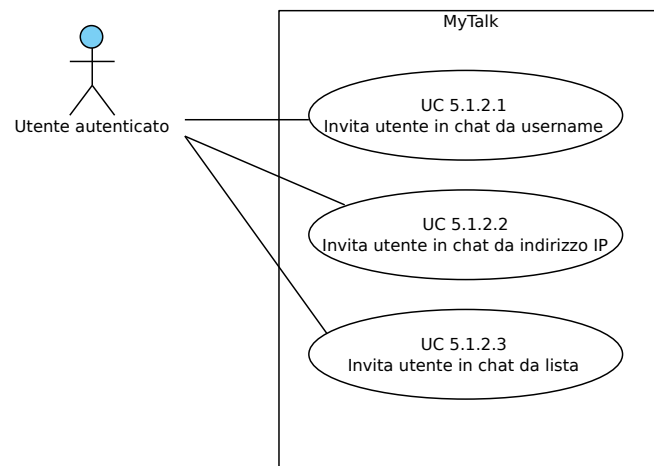 MyTalk
UC 5.1.2.1
Invita utente in chat da username
Utente autenticato
UC 5.1.2.2
Invita utente in chat da indirizzo IP
UC 5.1.2.3
Invita utente in chat da lista